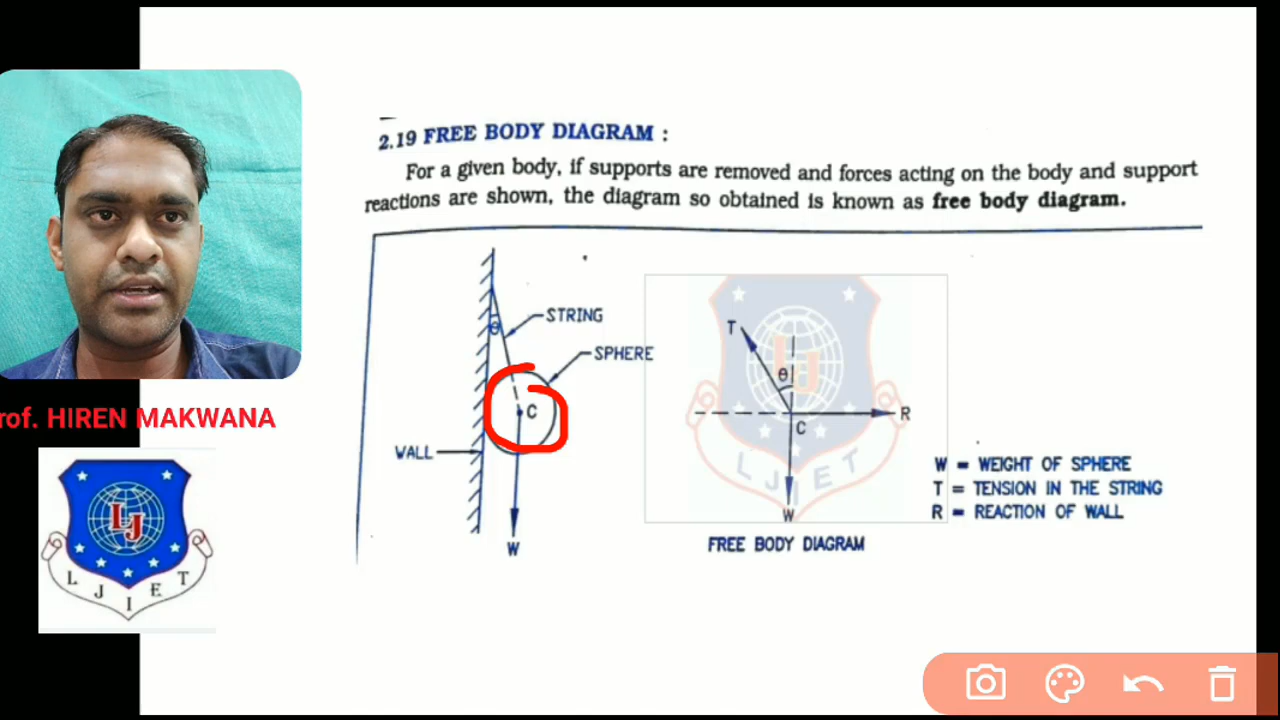 2.19 FREE BODY DIAGRAM :
For a given body, if supports are removed and forces acting on the body and support
reactions are shown, the diagram so obtained is known as free body diagram.
θ
STRING
SPHERE
C
WALL
W
T
θ
R
C
W
FREE BODY DIAGRAM
W = WEIGHT OF SPHERE
T = TENSION IN THE STRING
R = REACTION OF WALL
LJ
L J I E T
rof. HIREN MAKWANA
LJ
L J I E T